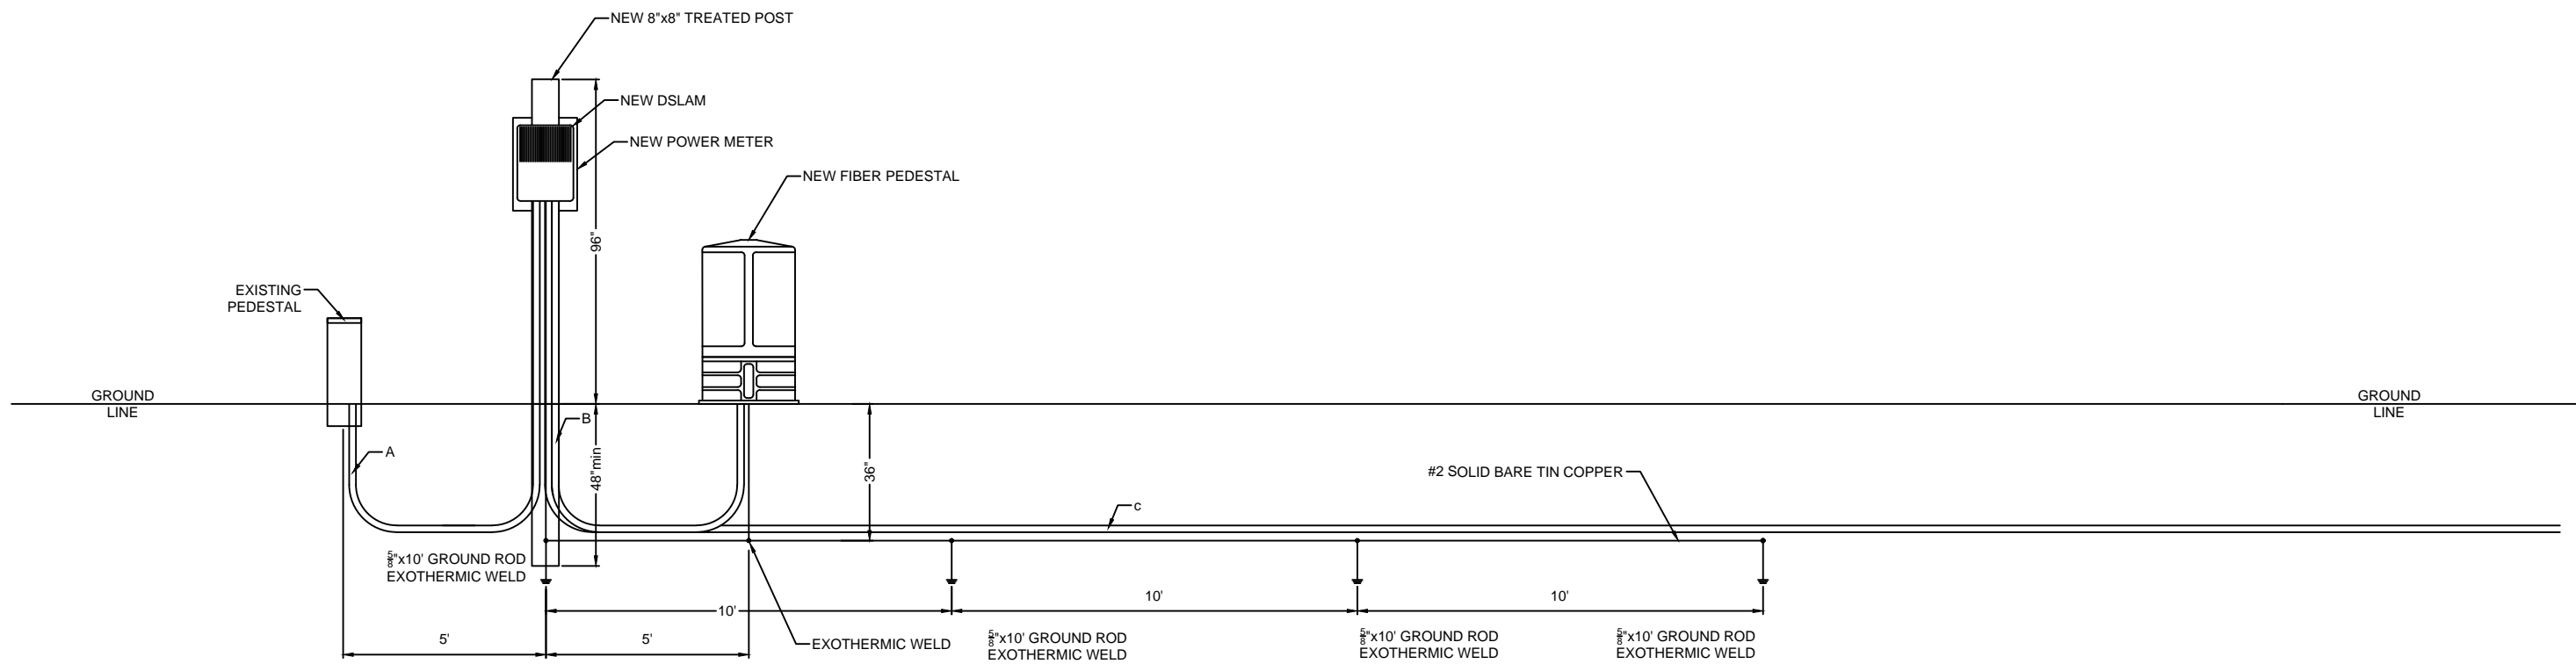 NEW 8"x8" TREATED POST
NEW DSLAM
NEW POWER METER
NEW FIBER PEDESTAL
96"
EXISTING
PEDESTAL
GROUND
LINE
GROUND
LINE
B
A
48"min
36"
#2 SOLID BARE TIN COPPER
c
5/8"x10' GROUND ROD
EXOTHERMIC WELD
10'
10'
10'
5'
5'
EXOTHERMIC WELD
5/8"x10' GROUND ROD
EXOTHERMIC WELD
5/8"x10' GROUND ROD
EXOTHERMIC WELD
5/8"x10' GROUND ROD
EXOTHERMIC WELD